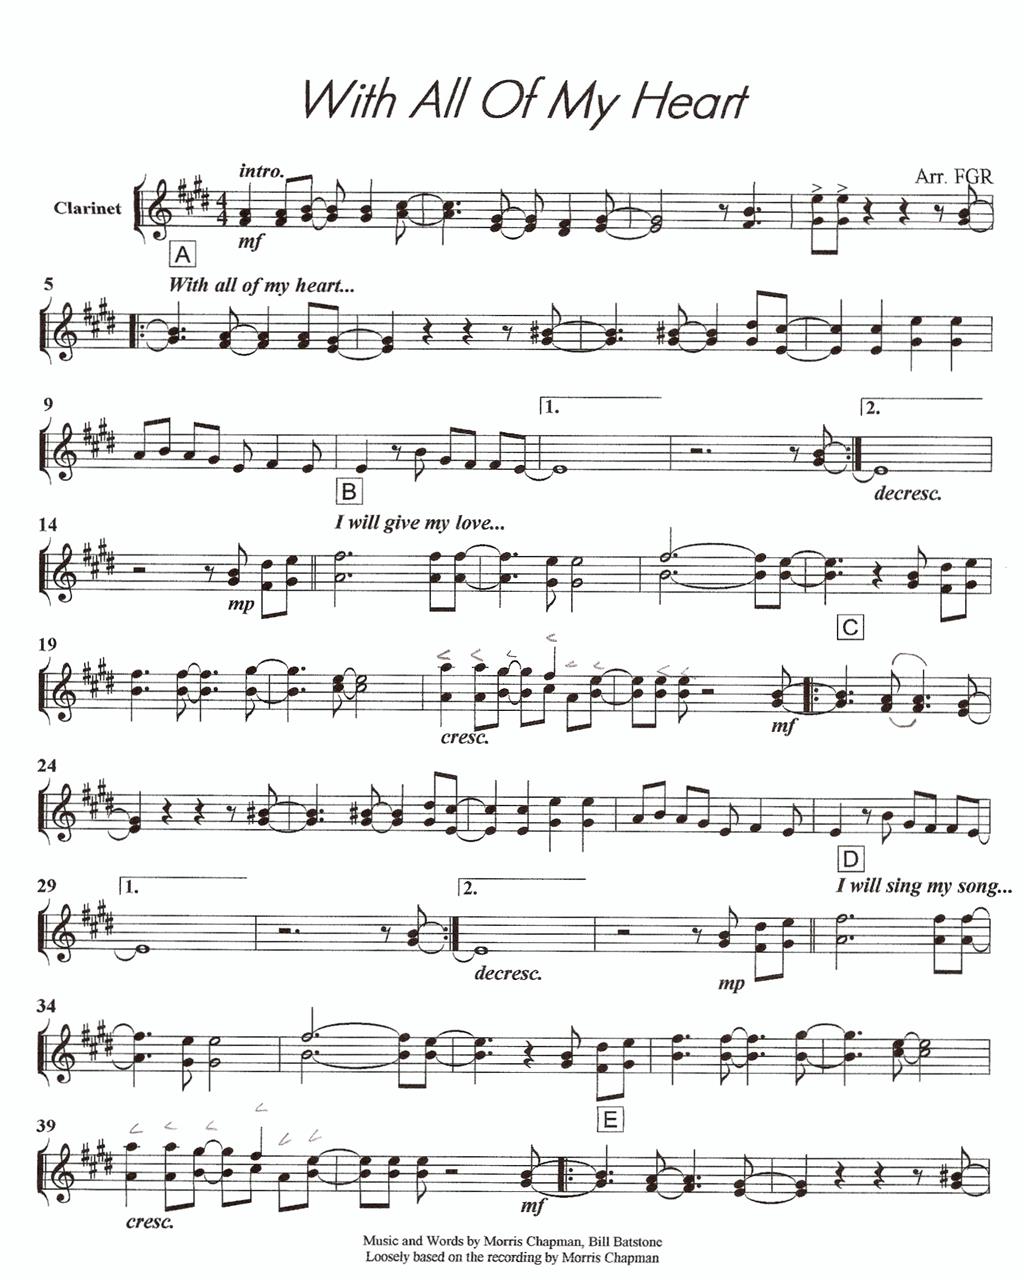 With All Of My Heart
intro.
Arr. FGR
Clarinet
4
4
mf
A
5
With all of my heart...
9
1.
2.
B
decresc.
14
I will give my love...
mp
C
19
cresc.
mf
24
D
29
1.
2.
I will sing my song...
decresc.
mp
34
E
39
cresc.
mf
Music and Words by Morris Chapman, Bill Batstone
Loosely based on the recording by Morris Chapman